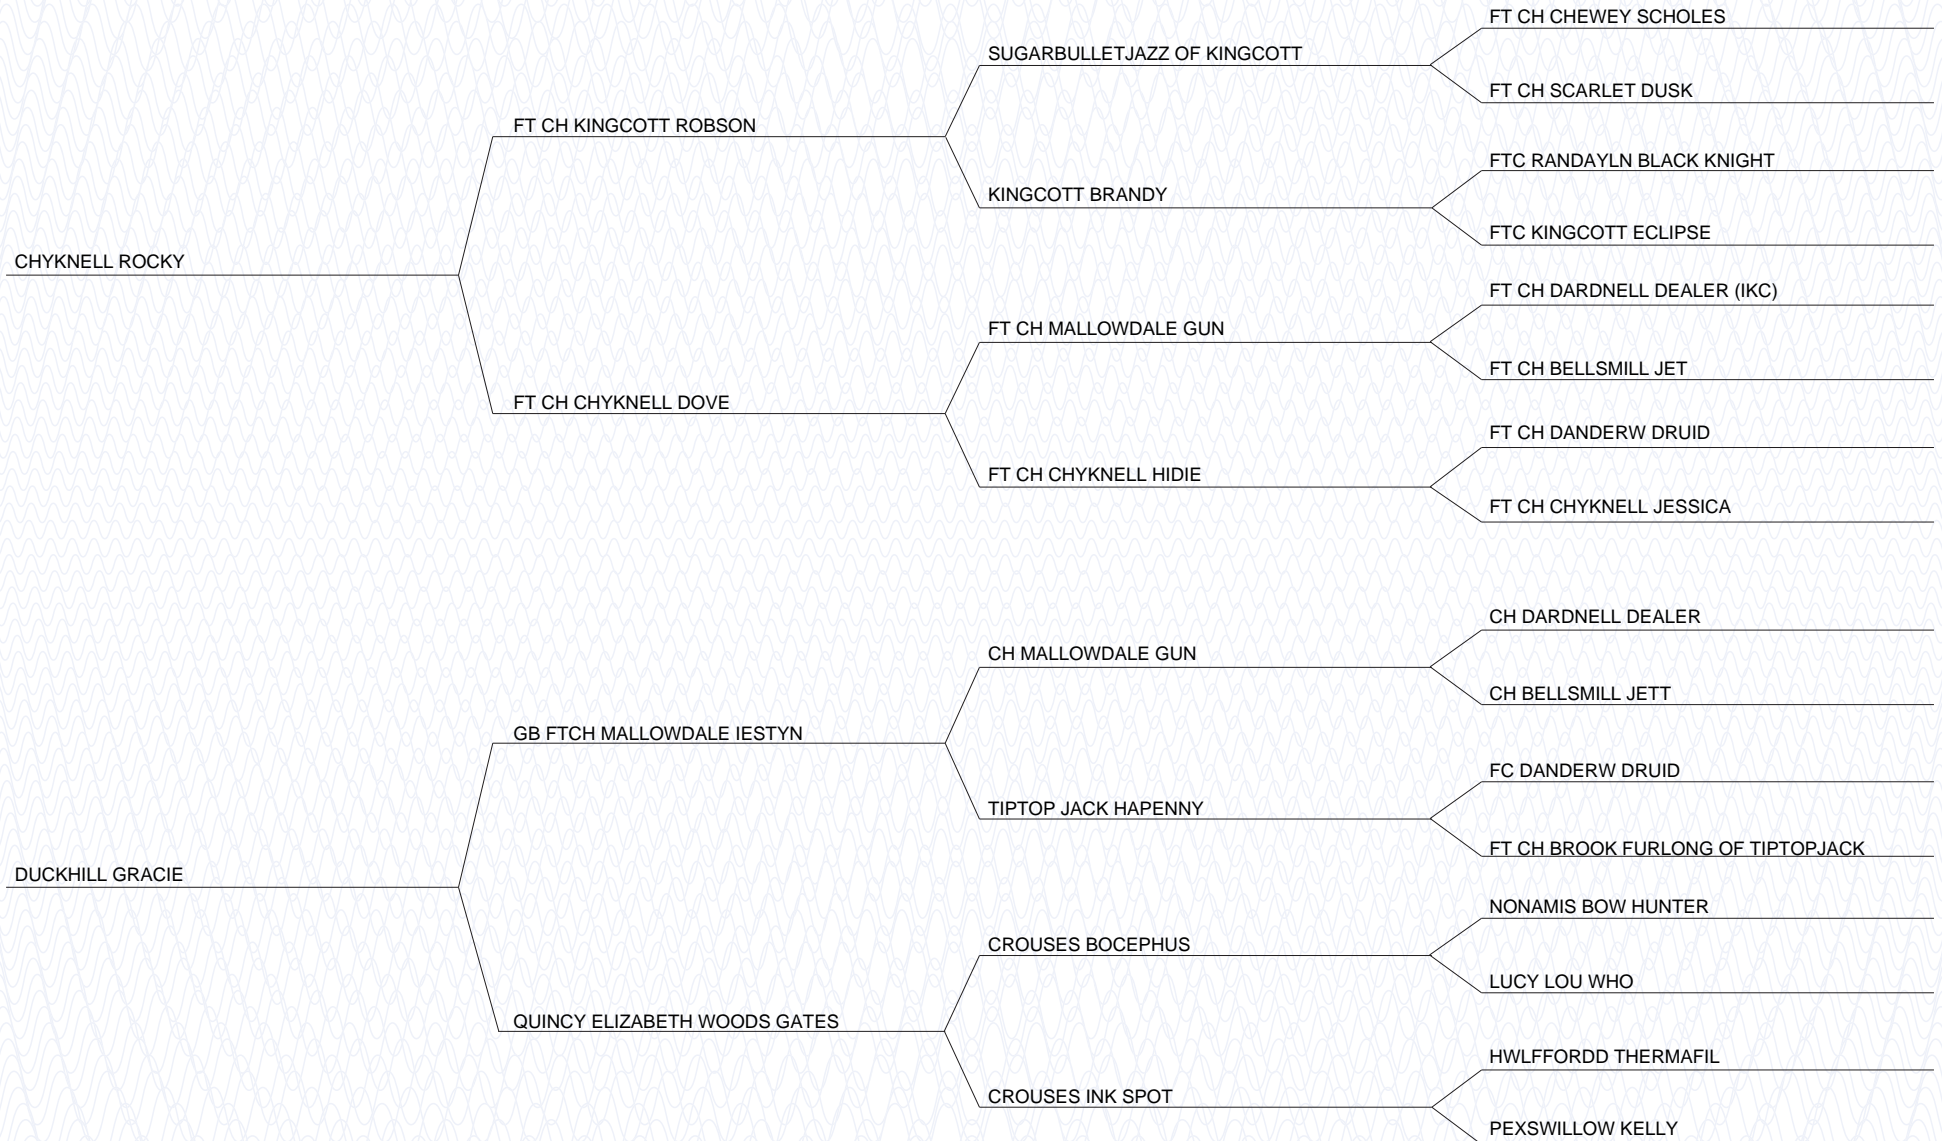 FT CH CHEWEY SCHOLES
SUGARBULLETJAZZ OF KINGCOTT
FT CH SCARLET DUSK
FT CH KINGCOTT ROBSON
FTC RANDAYLN BLACK KNIGHT
KINGCOTT BRANDY
FTC KINGCOTT ECLIPSE
CHYKNELL ROCKY
FT CH DARDNELL DEALER (IKC)
FT CH MALLOWDALE GUN
FT CH BELLSMILL JET
FT CH CHYKNELL DOVE
FT CH DANDERW DRUID
FT CH CHYKNELL HIDIE
FT CH CHYKNELL JESSICA
CH DARDNELL DEALER
CH MALLOWDALE GUN
CH BELLSMILL JETT
GB FTCH MALLOWDALE IESTYN
FC DANDERW DRUID
TIPTOP JACK HAPENNY
FT CH BROOK FURLONG OF TIPTOPJACK
DUCKHILL GRACIE
NONAMIS BOW HUNTER
CROUSES BOCEPHUS
LUCY LOU WHO
QUINCY ELIZABETH WOODS GATES
HWLFFORDD THERMAFIL
CROUSES INK SPOT
PEXSWILLOW KELLY